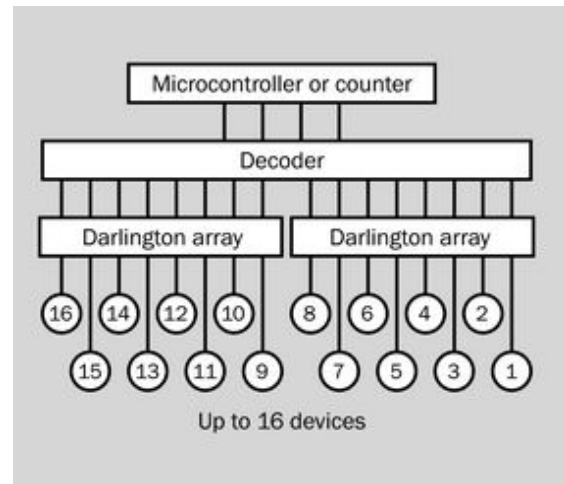 Microcontroller or counter
Decoder
Darlington array Darlington array
16 14 12 10 8 6 4 2
15 13 11 9 7 5 3 1
Up to 16 devices